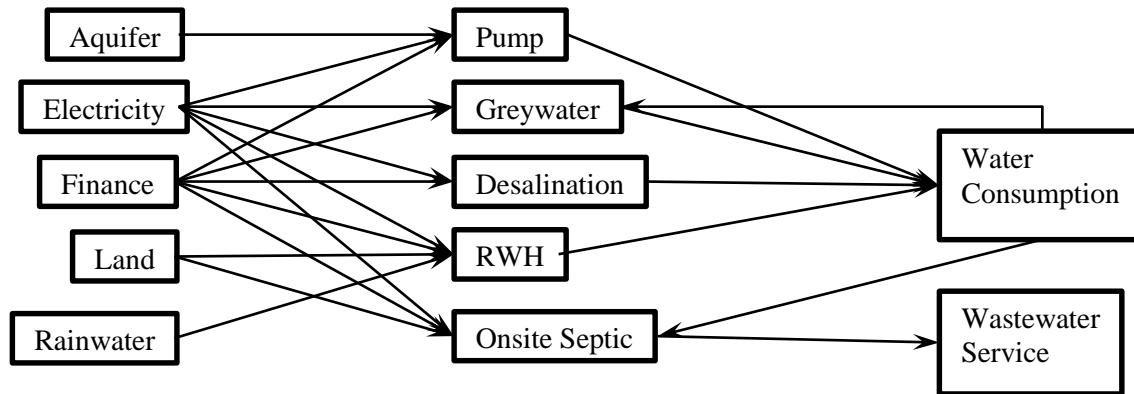 Aquifer
Pump
Electricity
Greywater
Water
Consumption
Finance
Desalination
Land
RWH
Rainwater
Onsite Septic
Wastewater
Service